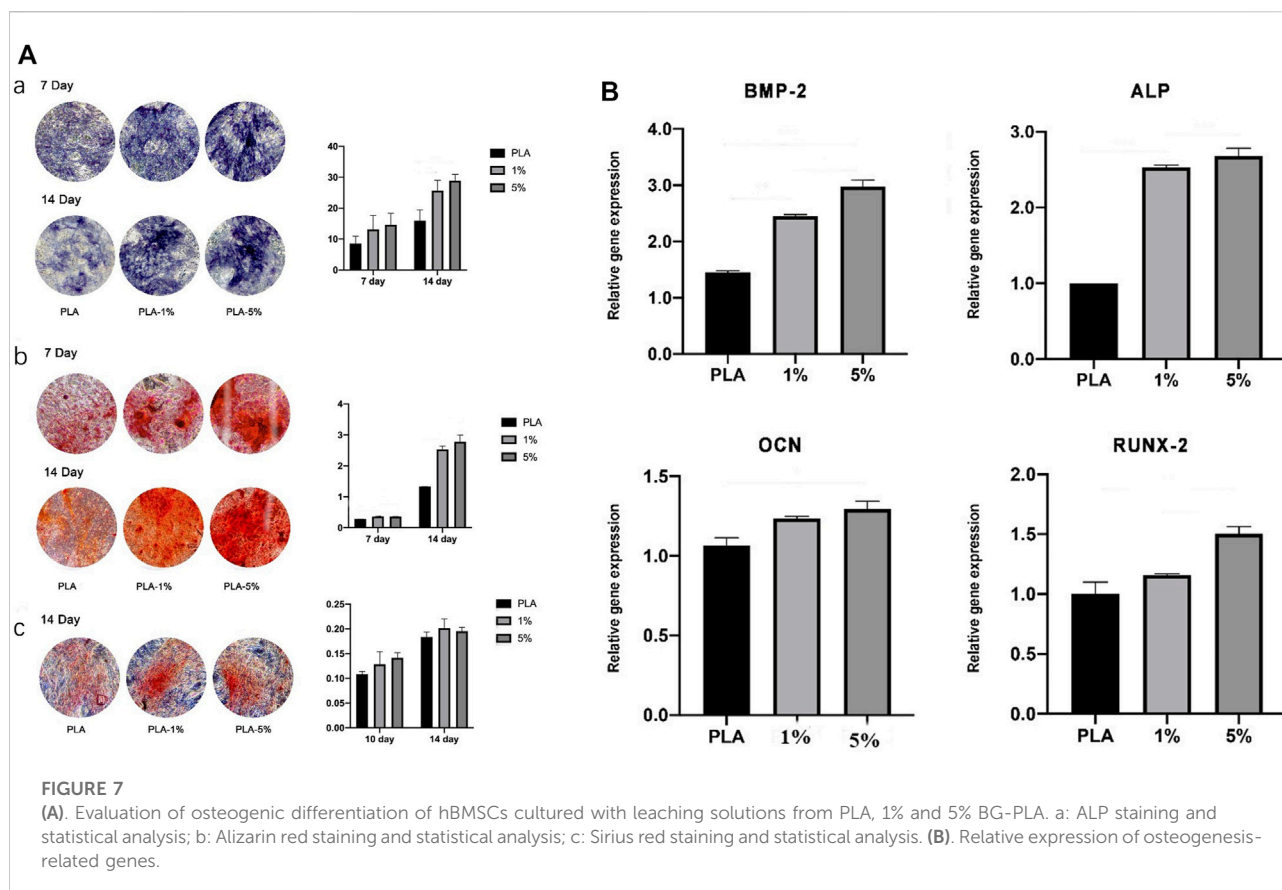 A
a
7 Day
14 Day
PLA
PLA-1%
PLA-5%
40
30
20
10
0
7 day
14 day
PLA
1%
5%
b
7 Day
14 Day
PLA
PLA-1%
PLA-5%
4
3
2
1
0
7 day
14 day
PLA
1%
5%
c
14 Day
PLA
PLA-1%
PLA-5%
0.25
0.20
0.15
0.10
0.05
0.00
10 day
14 day
PLA
1%
5%
B
BMP-2
Relative gene expression
4.0
3.0
2.0
1.0
0.0
PLA
1%
5%
ALP
Relative gene expression
3.0
2.0
1.0
0.0
PLA
1%
5%
OCN
Relative gene expression
1.5
1.0
0.5
0.0
PLA
1%
5%
RUNX-2
Relative gene expression
2.0
1.5
1.0
0.5
0.0
PLA
1%
5%
FIGURE 7
(A). Evaluation of osteogenic differentiation of hBMSCs cultured with leaching solutions from PLA, 1% and 5% BG-PLA. a: ALP staining and
statistical analysis; b: Alizarin red staining and statistical analysis; c: Sirius red staining and statistical analysis. (B). Relative expression of osteogenesis-
related genes.